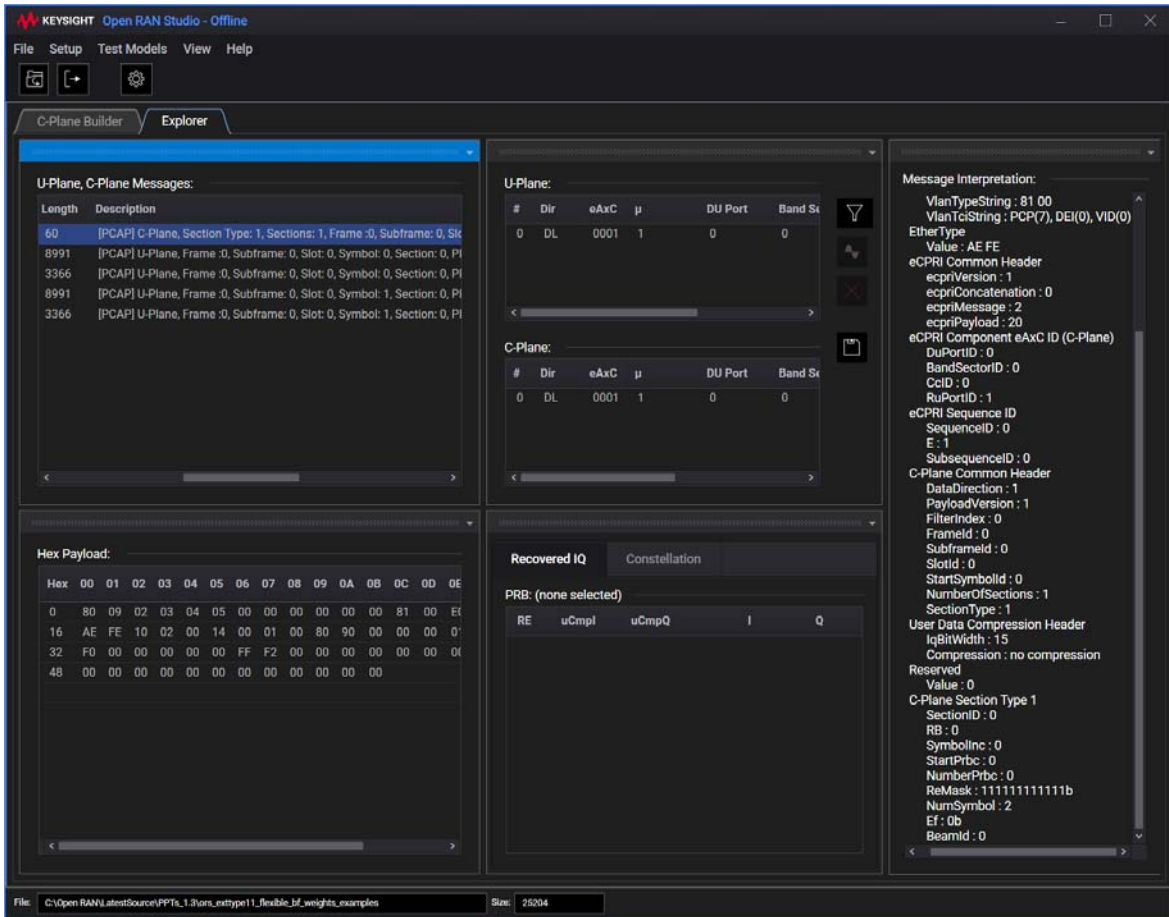 KEYSIGHT Open RAN Studio - Offline
File Setup Test Models View Help
C-Plane Builder Explorer
U-Plane, C-Plane Messages:
Length Description
60 [PCAP] C-Plane, Section Type: 1, Sections: 1, Frame :0, Subframe: 0, Slo
8991 [PCAP] U-Plane, Frame :0, Subframe: 0, Slot: 0, Symbol: 0, Section: 0, PI
3366 [PCAP] U-Plane, Frame :0, Subframe: 0, Slot: 0, Symbol: 0, Section: 0, PI
8991 [PCAP] U-Plane, Frame :0, Subframe: 0, Slot: 0, Symbol: 1, Section: 0, PI
3366 [PCAP] U-Plane, Frame :0, Subframe: 0, Slot: 0, Symbol: 1, Section: 0, PI
U-Plane:
# Dir eAxC µ DU Port Band Se
0 DL 0001 1 0 0
C-Plane:
# Dir eAxC µ DU Port Band Se
0 DL 0001 1 0 0
Hex Payload:
Hex 00 01 02 03 04 05 06 07 08 09 0A 0B 0C 0D 0E
0 80 09 02 03 04 05 00 00 00 00 00 00 81 00 E0
16 AE FE 10 02 00 14 00 01 00 80 90 00 00 00 01
32 F0 00 00 00 00 00 FF F2 00 00 00 00 00 00 00
48 00 00 00 00 00 00 00 00 00 00 00 00
Recovered IQ Constellation
PRB: (none selected)
RE uCmpI uCmpQ I Q
Message Interpretation:
VlanTypeString : 81 00
VlanTciString : PCP(7), DEI(0), VID(0)
EtherType
Value : AE FE
eCPRI Common Header
ecpriVersion : 1
ecpriConcatenation : 0
ecpriMessage : 2
ecpriPayload : 20
eCPRI Component eAxC ID (C-Plane)
DuPortID : 0
BandSectorID : 0
CcID : 0
RuPortID : 1
eCPRI Sequence ID
SequenceID : 0
E : 1
SubsequenceID : 0
C-Plane Common Header
DataDirection : 1
PayloadVersion : 1
FilterIndex : 0
FrameId : 0
SubframeId : 0
SlotId : 0
StartSymbolId : 0
NumberOfSections : 1
SectionType : 1
User Data Compression Header
IqBitWidth : 15
Compression : no compression
Reserved
Value : 0
C-Plane Section Type 1
SectionID : 0
RB : 0
SymbolInc : 0
StartPrbc : 0
NumberPrbc : 0
ReMask : 111111111111b
NumSymbol : 2
Ef : 0b
BeamId : 0
File: C:\Open RAN\LatestSource\PPTs_1.3\ors_exttype11_flexible_bf_weights_examples Size: 25204